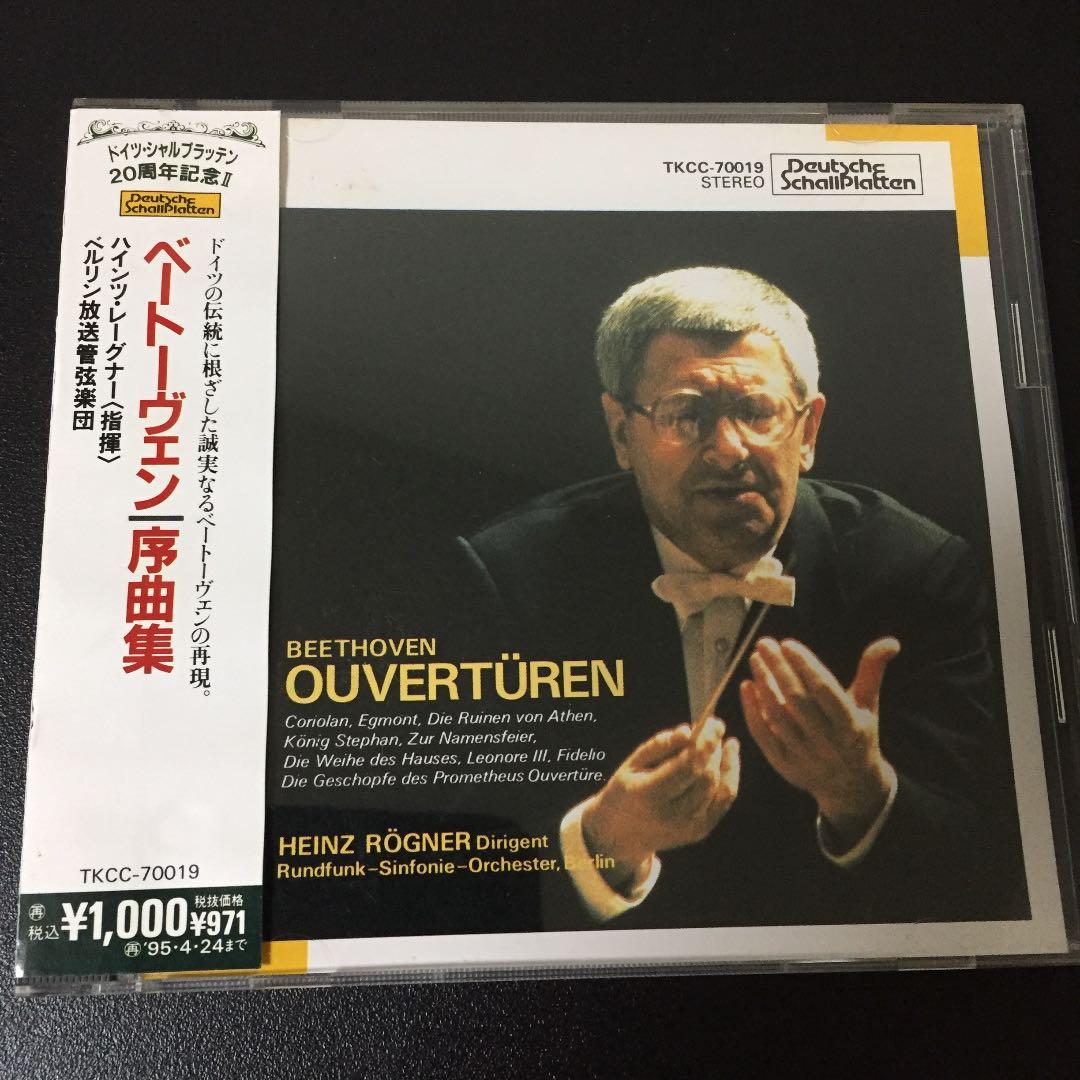 ドイツ・シャルプラッテン
20周年記念Ⅱ
Deutsche
Schallplatten
ドイツの伝統に根ざした誠実なるベートーヴェンの再現。
ベートーヴェン|序曲集
ハインツ・レーグナー〈指揮〉
ベルリン放送管弦楽団
TKCC-70019
再 税込 ¥1,000 税抜価格 ¥971
再 '95・4・24まで
TKCC-70019
STEREO
Deutsche
Schallplatten
BEETHOVEN
OUVERTÜREN
Coriolan, Egmont, Die Ruinen von Athen,
König Stephan, Zur Namensfeier,
Die Weihe des Hauses, Leonore III, Fidelio
Die Geschopfe des Prometheus Ouvertüre.
HEINZ RÖGNER Dirigent
Rundfunk-Sinfonie-Orchester, Berlin